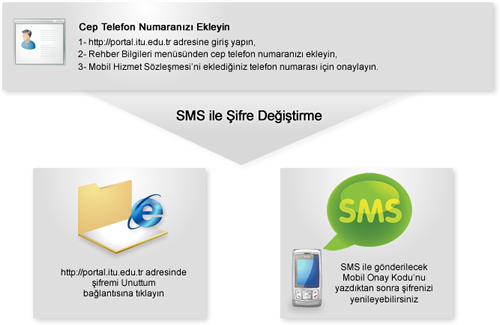 Cep Telefon Numaranızı Ekleyin
1- http://portal.itu.edu.tr adresine giriş yapın,
2- Rehber Bilgileri menüsünden cep telefon numaranızı ekleyin,
3- Mobil Hizmet Sözleşmesi'ni eklediğiniz telefon numarası için onaylayın.
SMS ile Şifre Değiştirme
http://portal.itu.edu.tr adresinde
şifremi Unuttum
bağlantısına tıklayın
SMS
SMS ile gönderilecek
Mobil Onay Kodu'nu
yazdıktan sonra şifrenizi
yenileyebilirsiniz